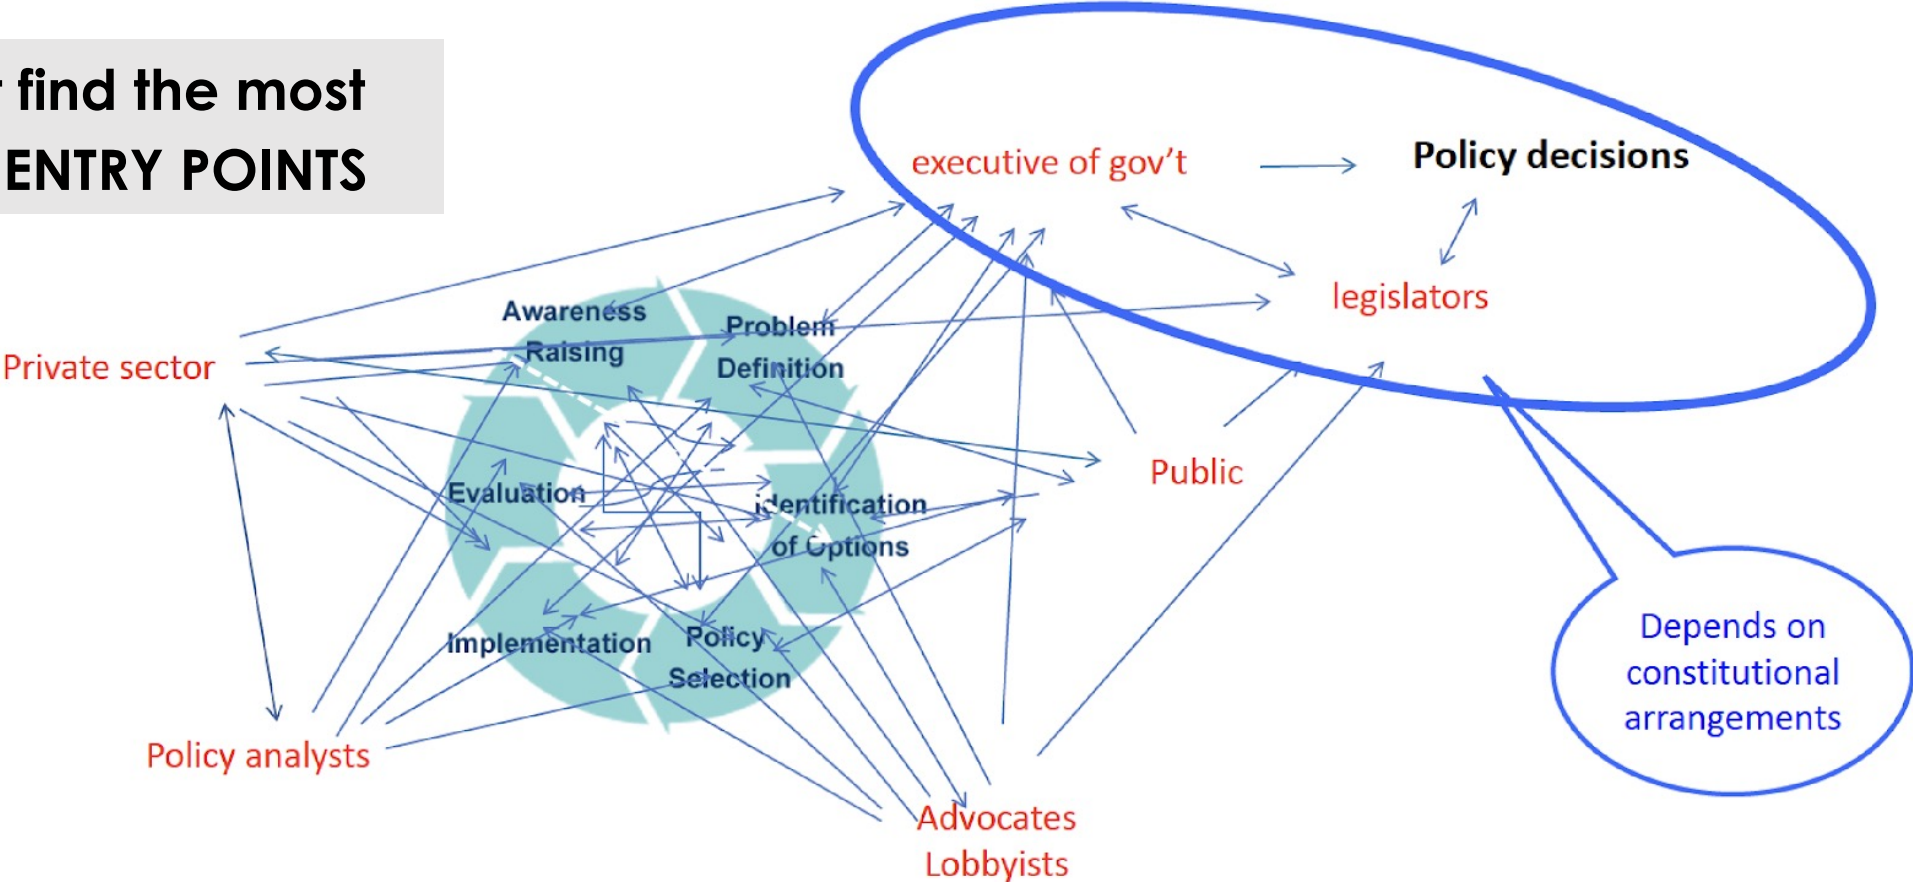 find the most
ENTRY POINTS
executive of gov't
Policy decisions
legislators
Awareness
Raising
Problem
Definition
Private sector
Public
Evaluation
identification
of Options
Implementation
Policy
Selection
Policy analysts
Advocates
Lobbyists
Depends on
constitutional
arrangements